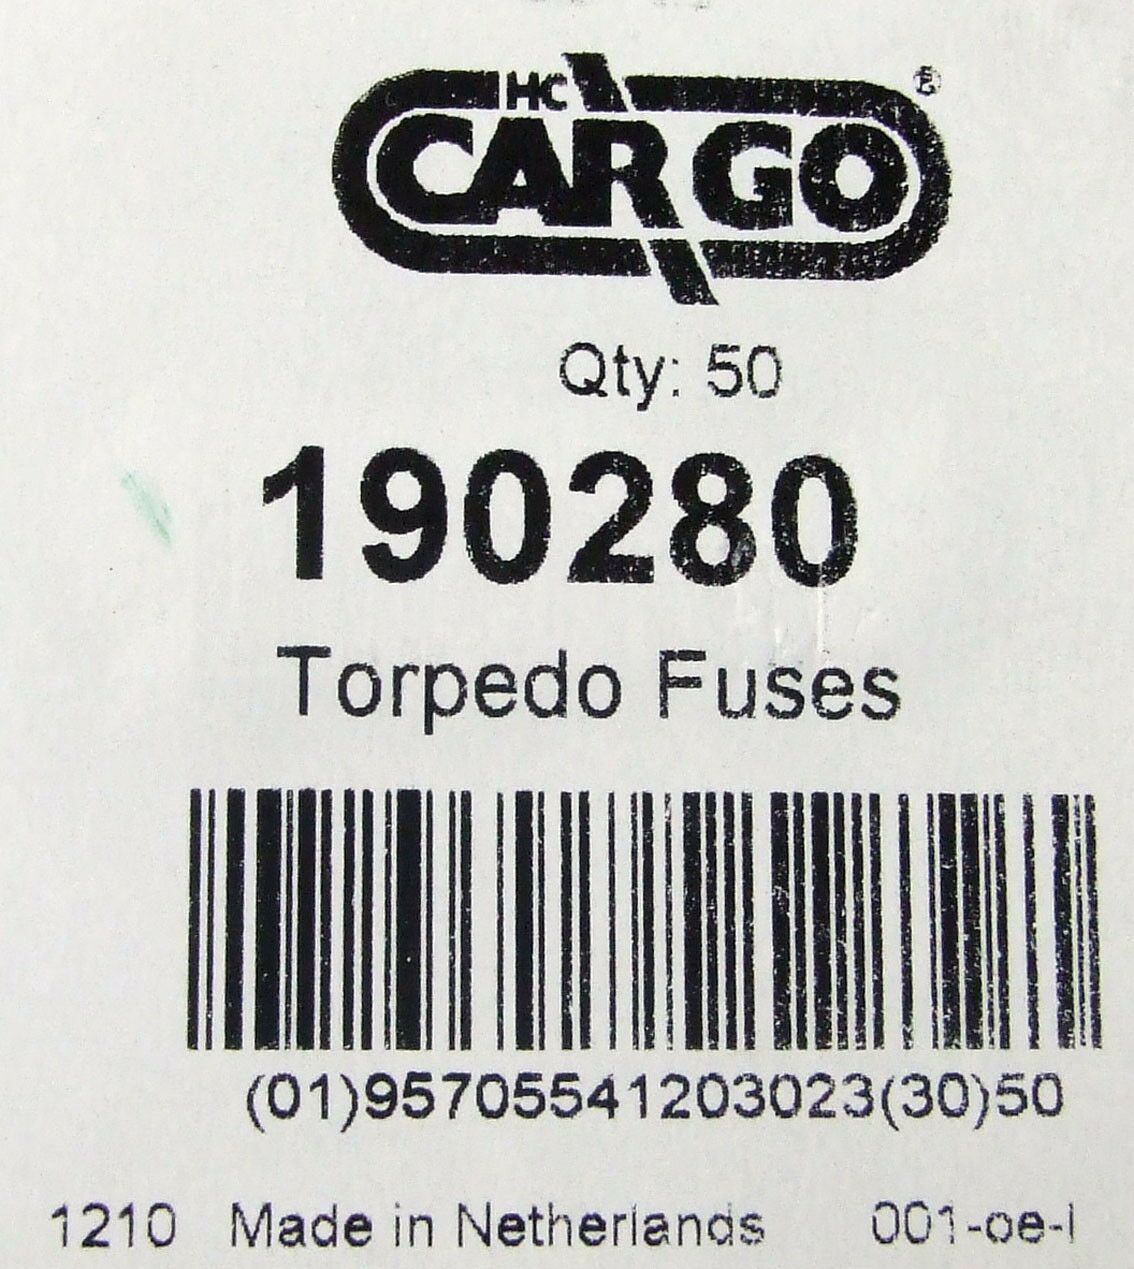 HC
CARGO®
Qty: 50
190280
Torpedo Fuses
(01)95705541203023(30)50
1210 Made in Netherlands 001-oe-l